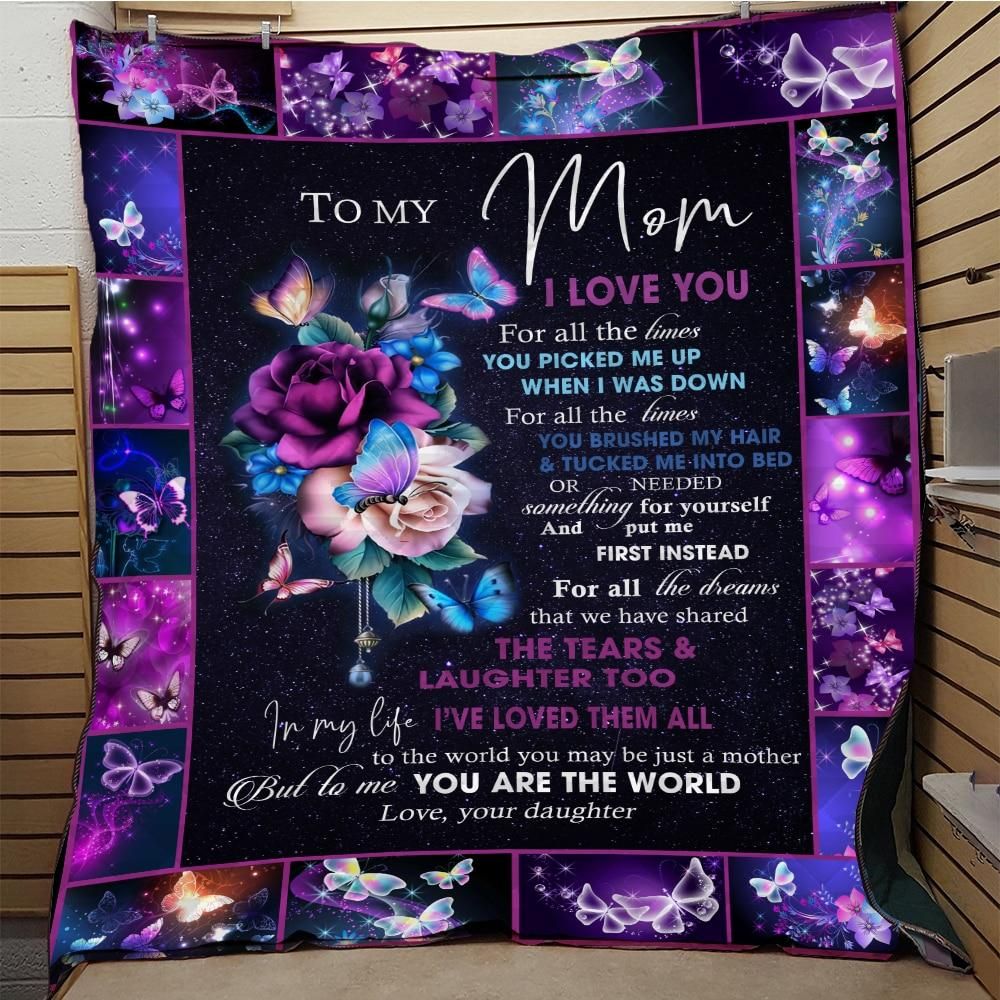 To my Mom
I LOVE YOU
For all the times
YOU PICKED ME UP
WHEN I WAS DOWN
For all the times
YOU BRUSHED MY HAIR
& TUCKED ME INTO BED
OR NEEDED
something for yourself
And put me
FIRST INSTEAD
For all the dreams
that we have shared
THE TEARS &
LAUGHTER TOO
In my life I'VE LOVED THEM ALL
to the world you may be just a mother
But to me YOU ARE THE WORLD
Love, your daughter